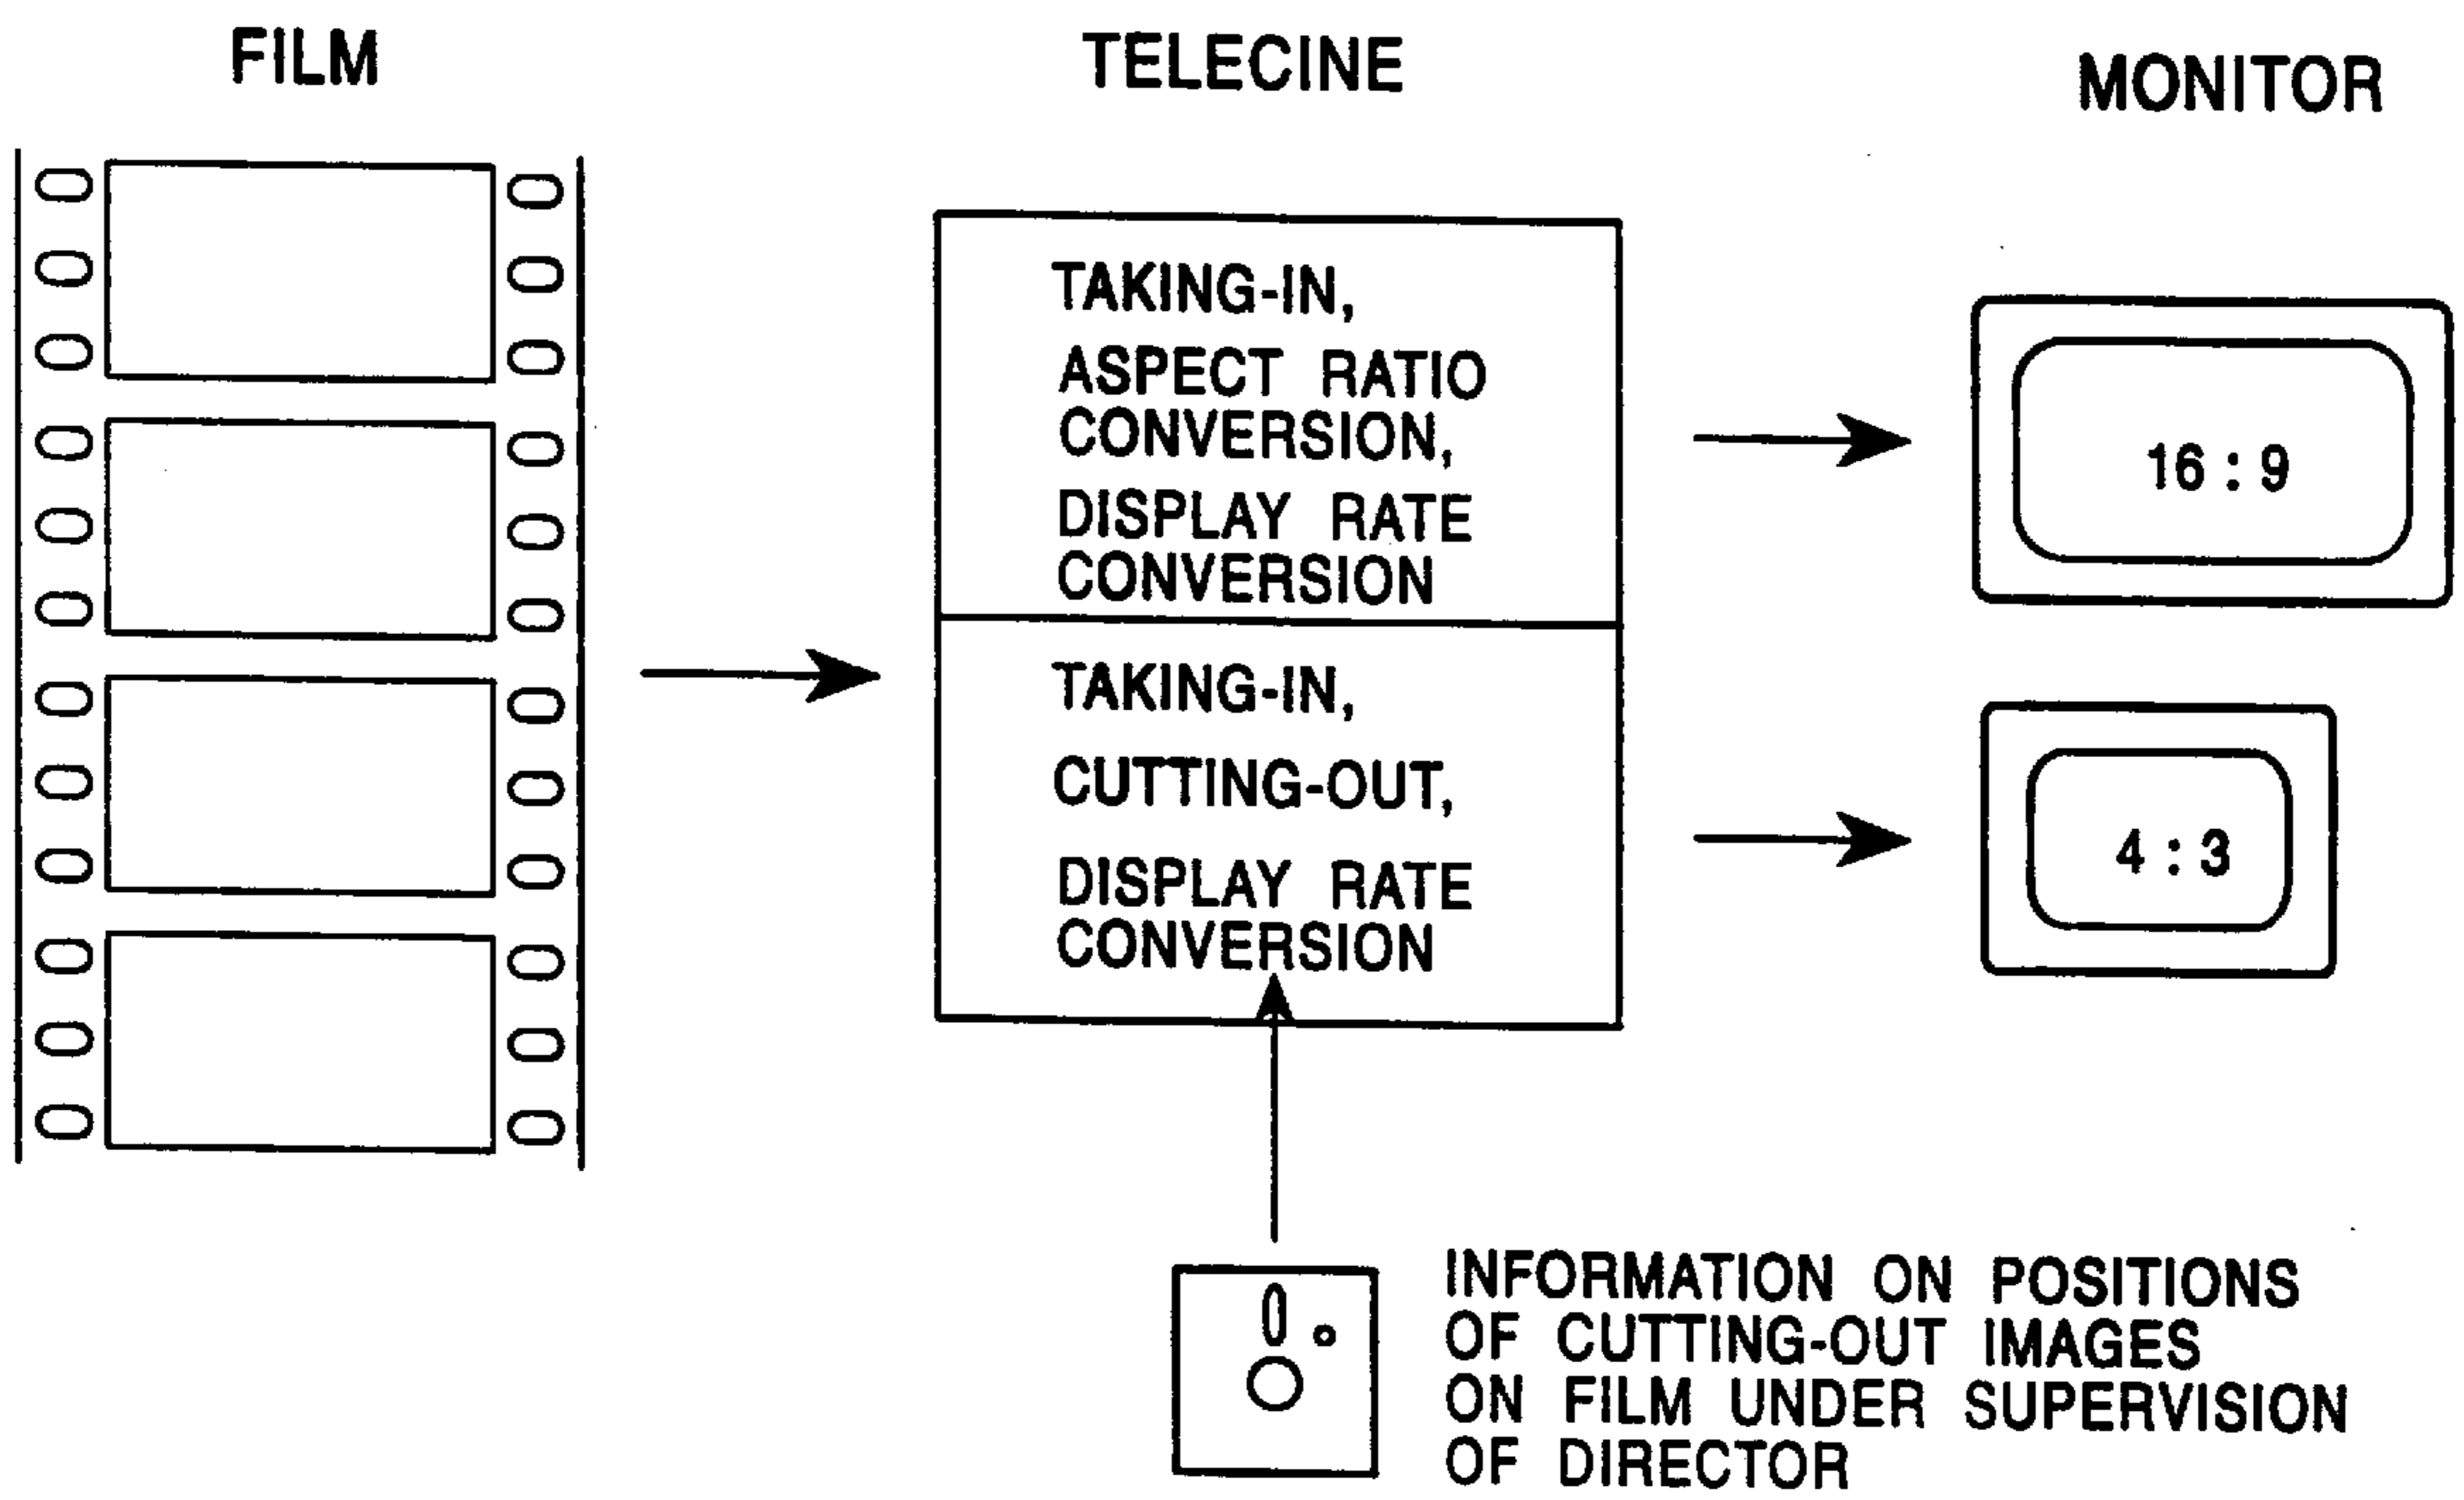 FILM
TELECINE
MONITOR
TAKING-IN,
ASPECT RATIO
CONVERSION,
DISPLAY RATE
CONVERSION
TAKING-IN,
CUTTING-OUT,
DISPLAY RATE
CONVERSION
16 : 9
4 : 3
INFORMATION ON POSITIONS
OF CUTTING-OUT IMAGES
ON FILM UNDER SUPERVISION
OF DIRECTOR